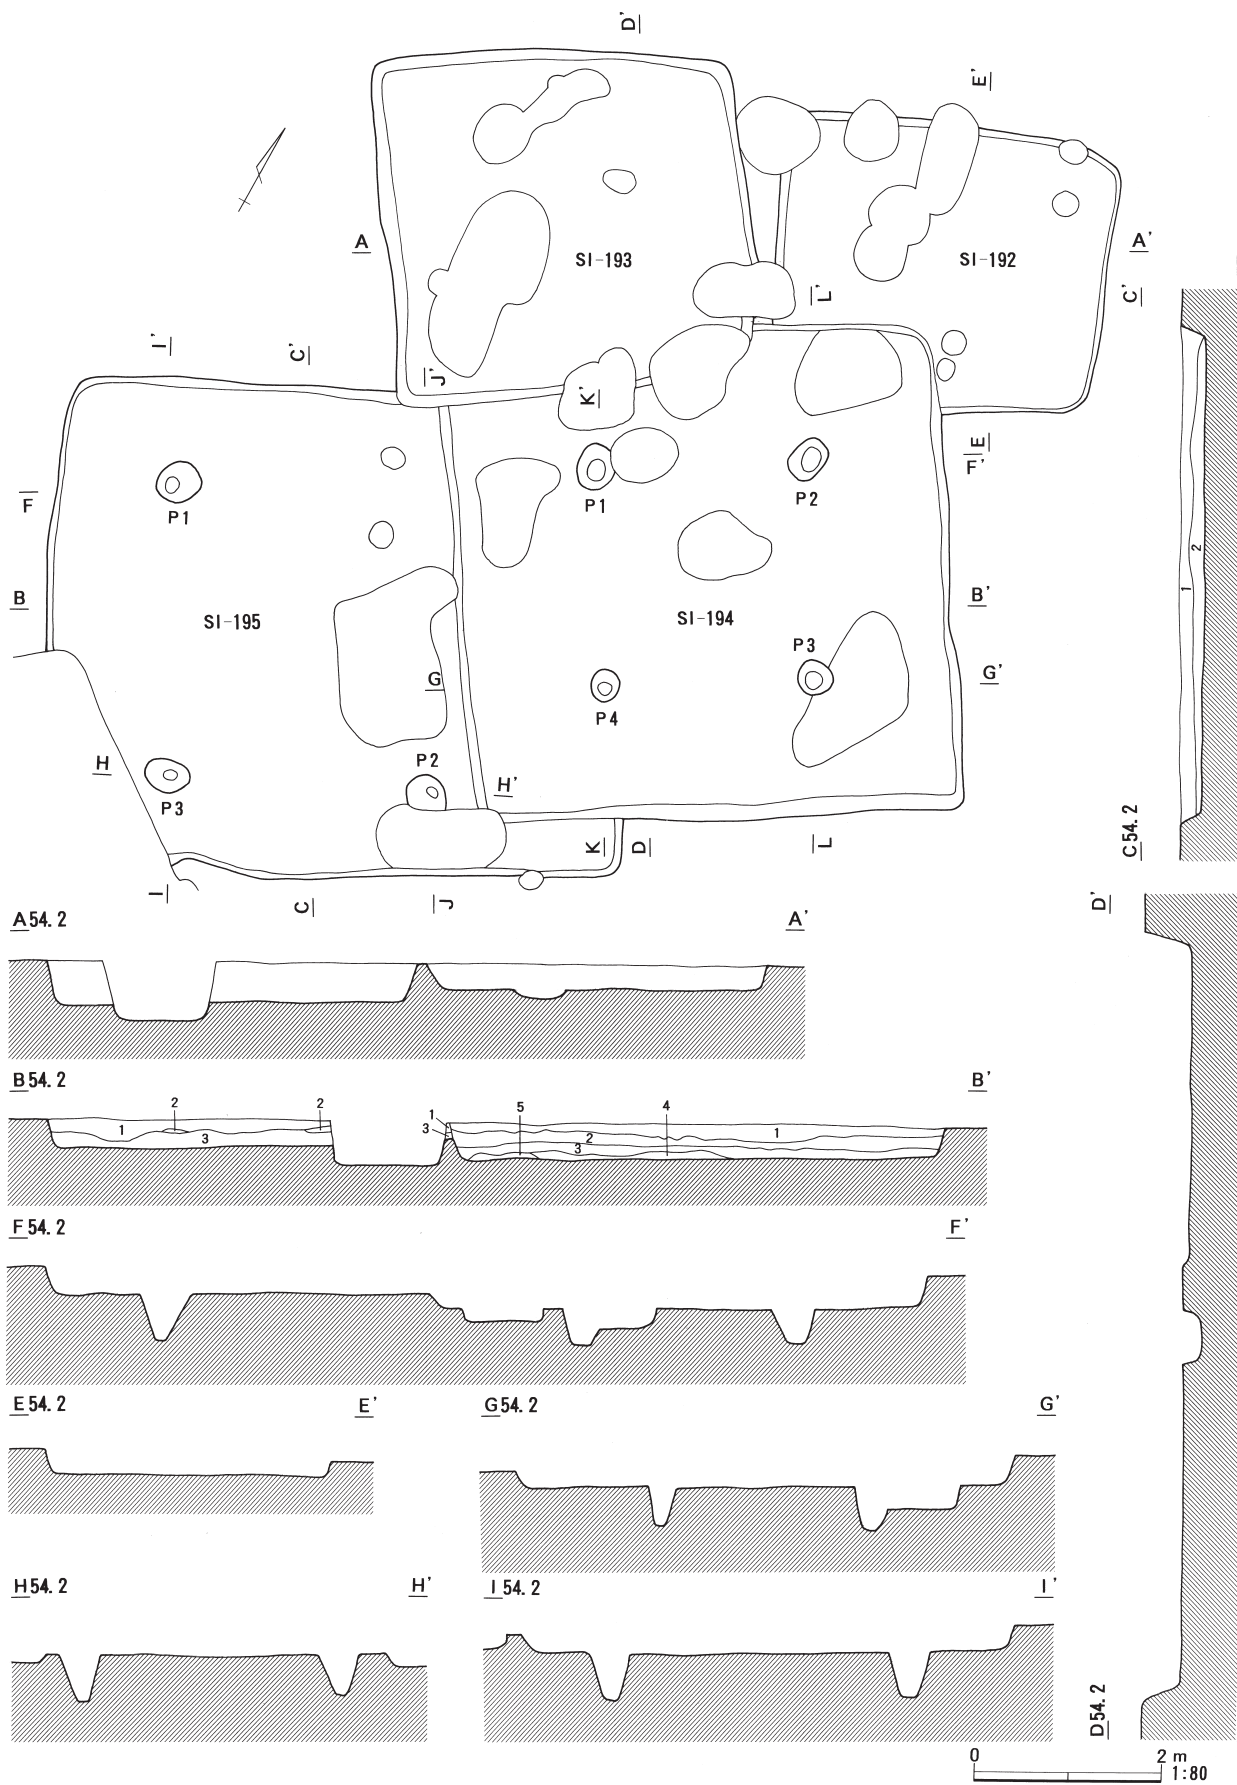 D'
E'
A
SI-193
SI-192
A'
C'
L'
I'
C'
J'
K'
E
F'
F
P1
P1
P2
B
SI-195
SI-194
B'
P3
G
G'
P4
H
P2
H'
P3
K
D
L
I
C
J
1
2
C54.2
A54.2
A'
D'
B54.2
B'
2
2
5
4
1
1
3
3
2
3
1
F54.2
F'
E54.2
E'
G54.2
G'
H54.2
H'
I54.2
I'
D54.2
0
2 m
1:80